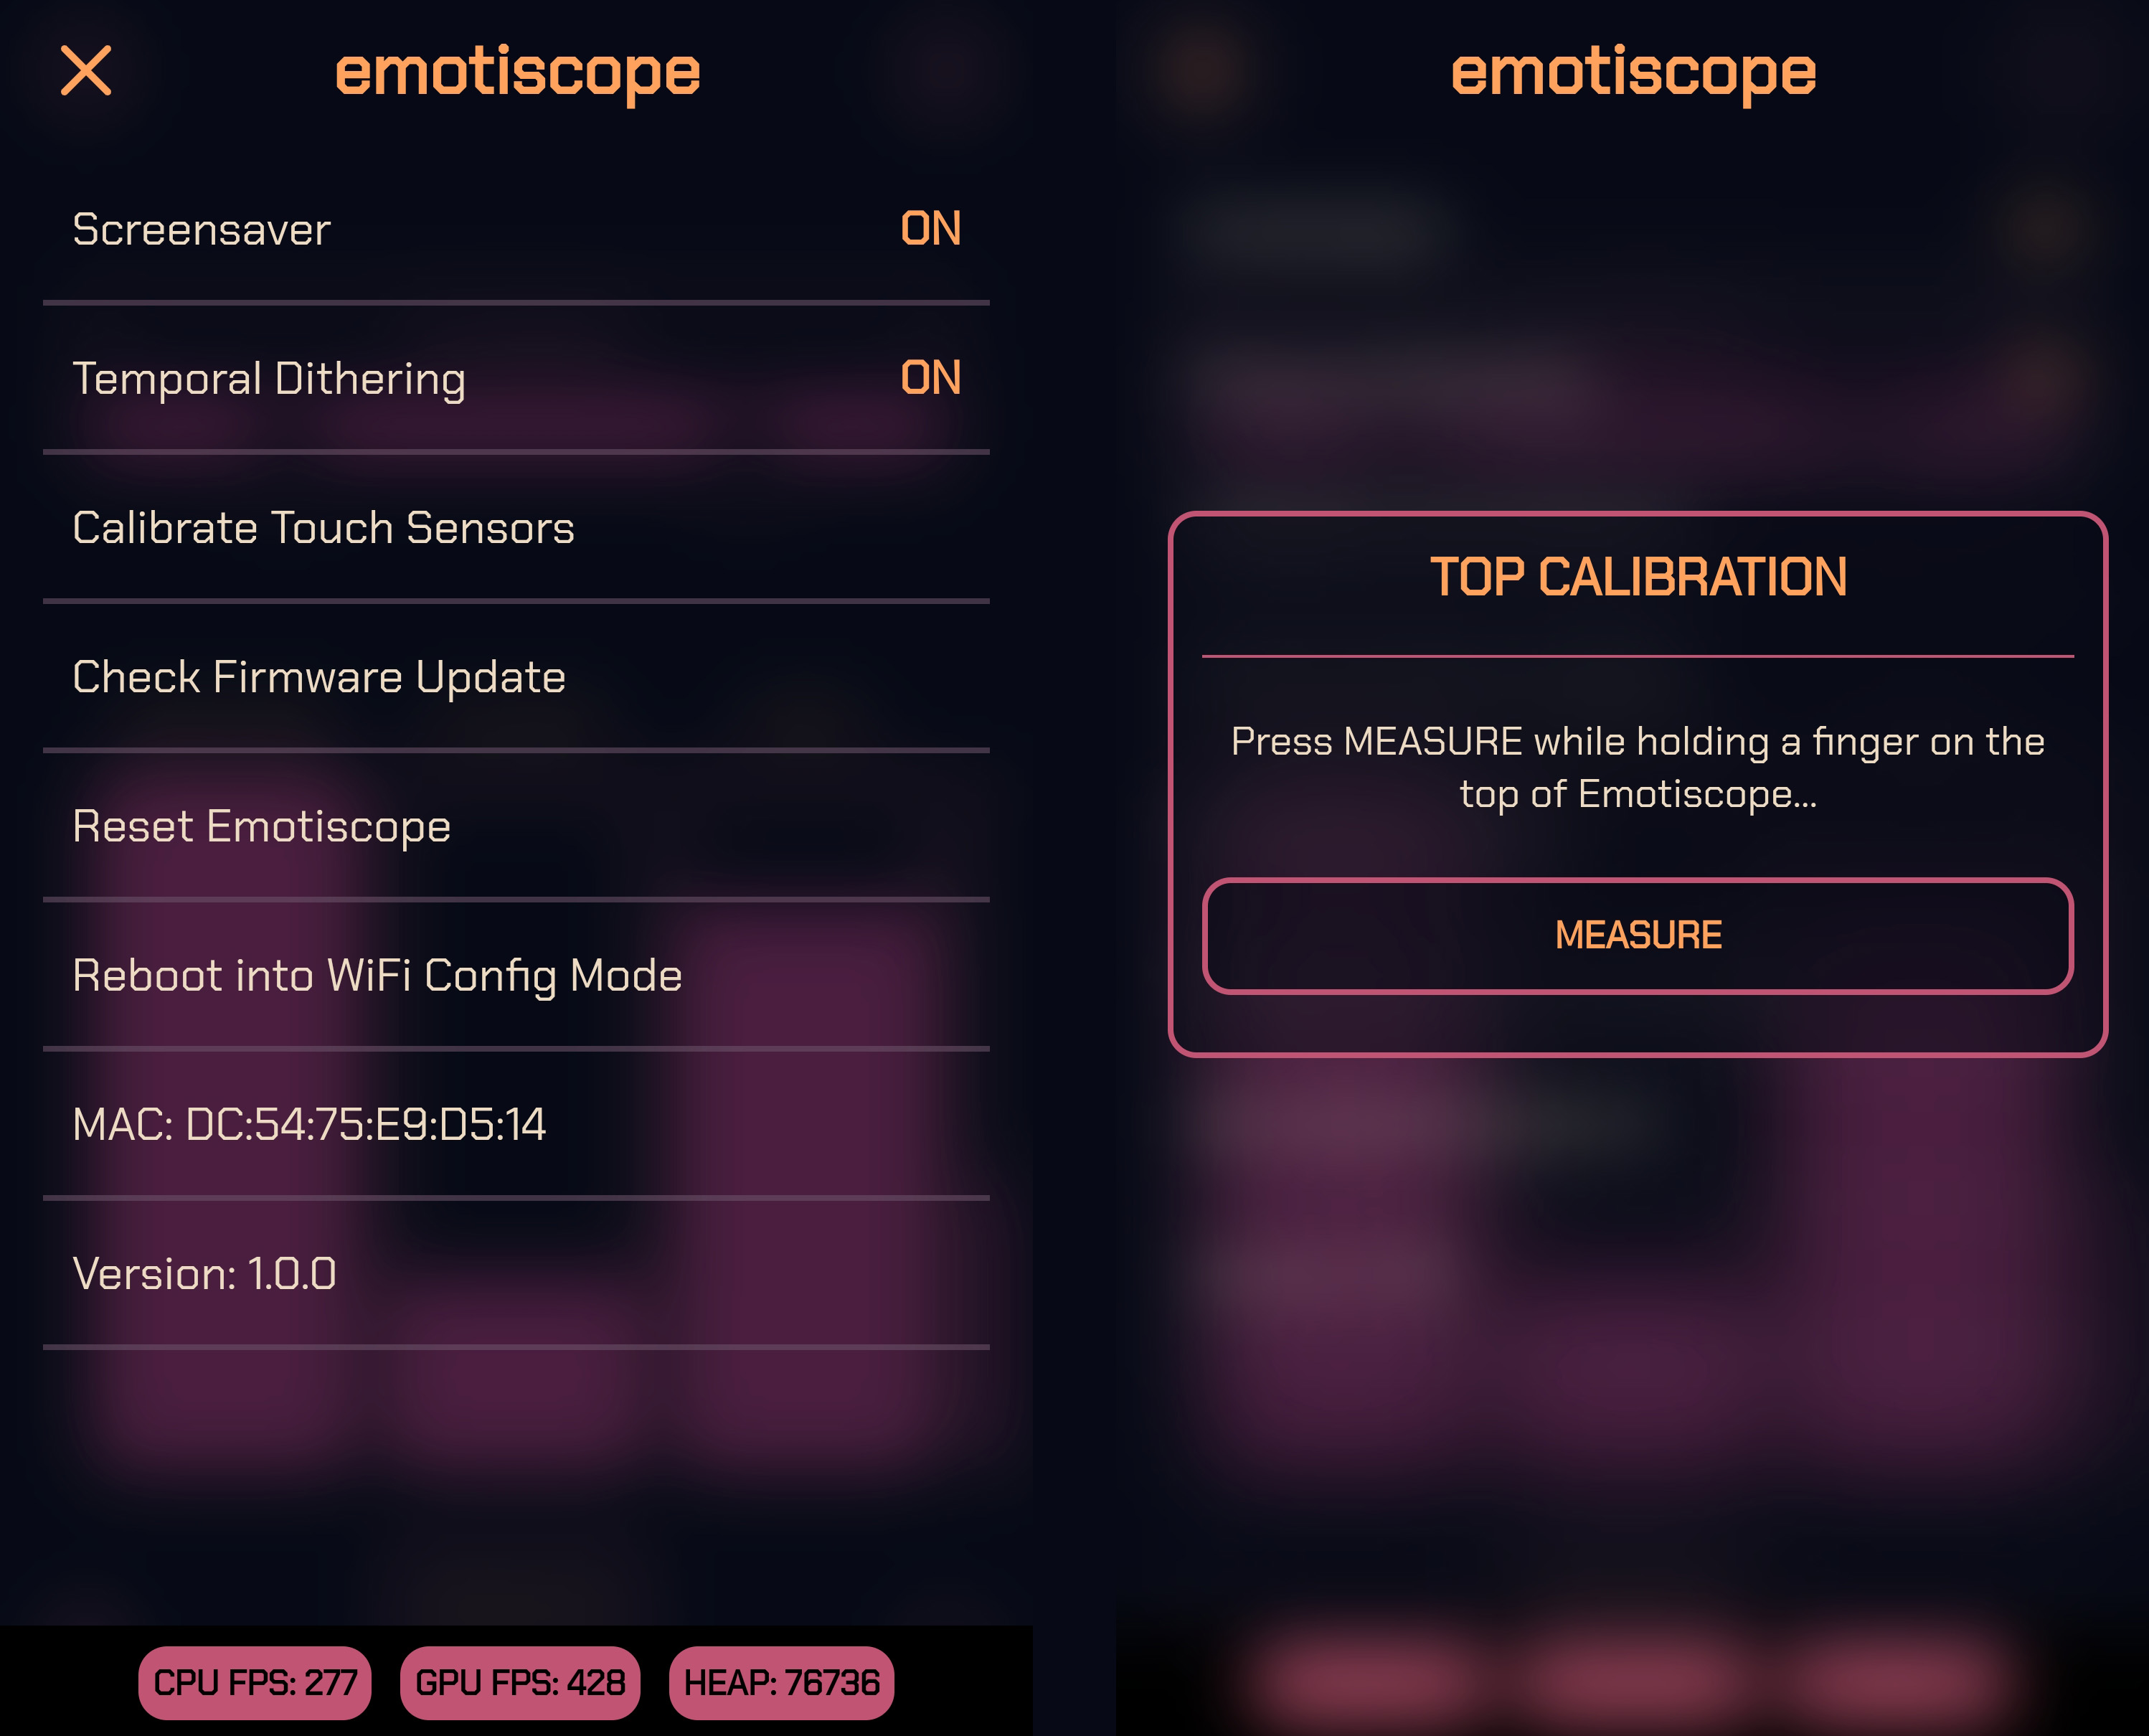 emotiscope
Screensaver ON
Temporal Dithering ON
Calibrate Touch Sensors
Check Firmware Update
Reset Emotiscope
Reboot into WiFi Config Mode
MAC: DC:54:75:E9:D5:14
Version: 1.0.0
CPU FPS: 277 GPU FPS: 428 HEAP: 76736
emotiscope
TOP CALIBRATION
Press MEASURE while holding a finger on the
top of Emotiscope...
MEASURE